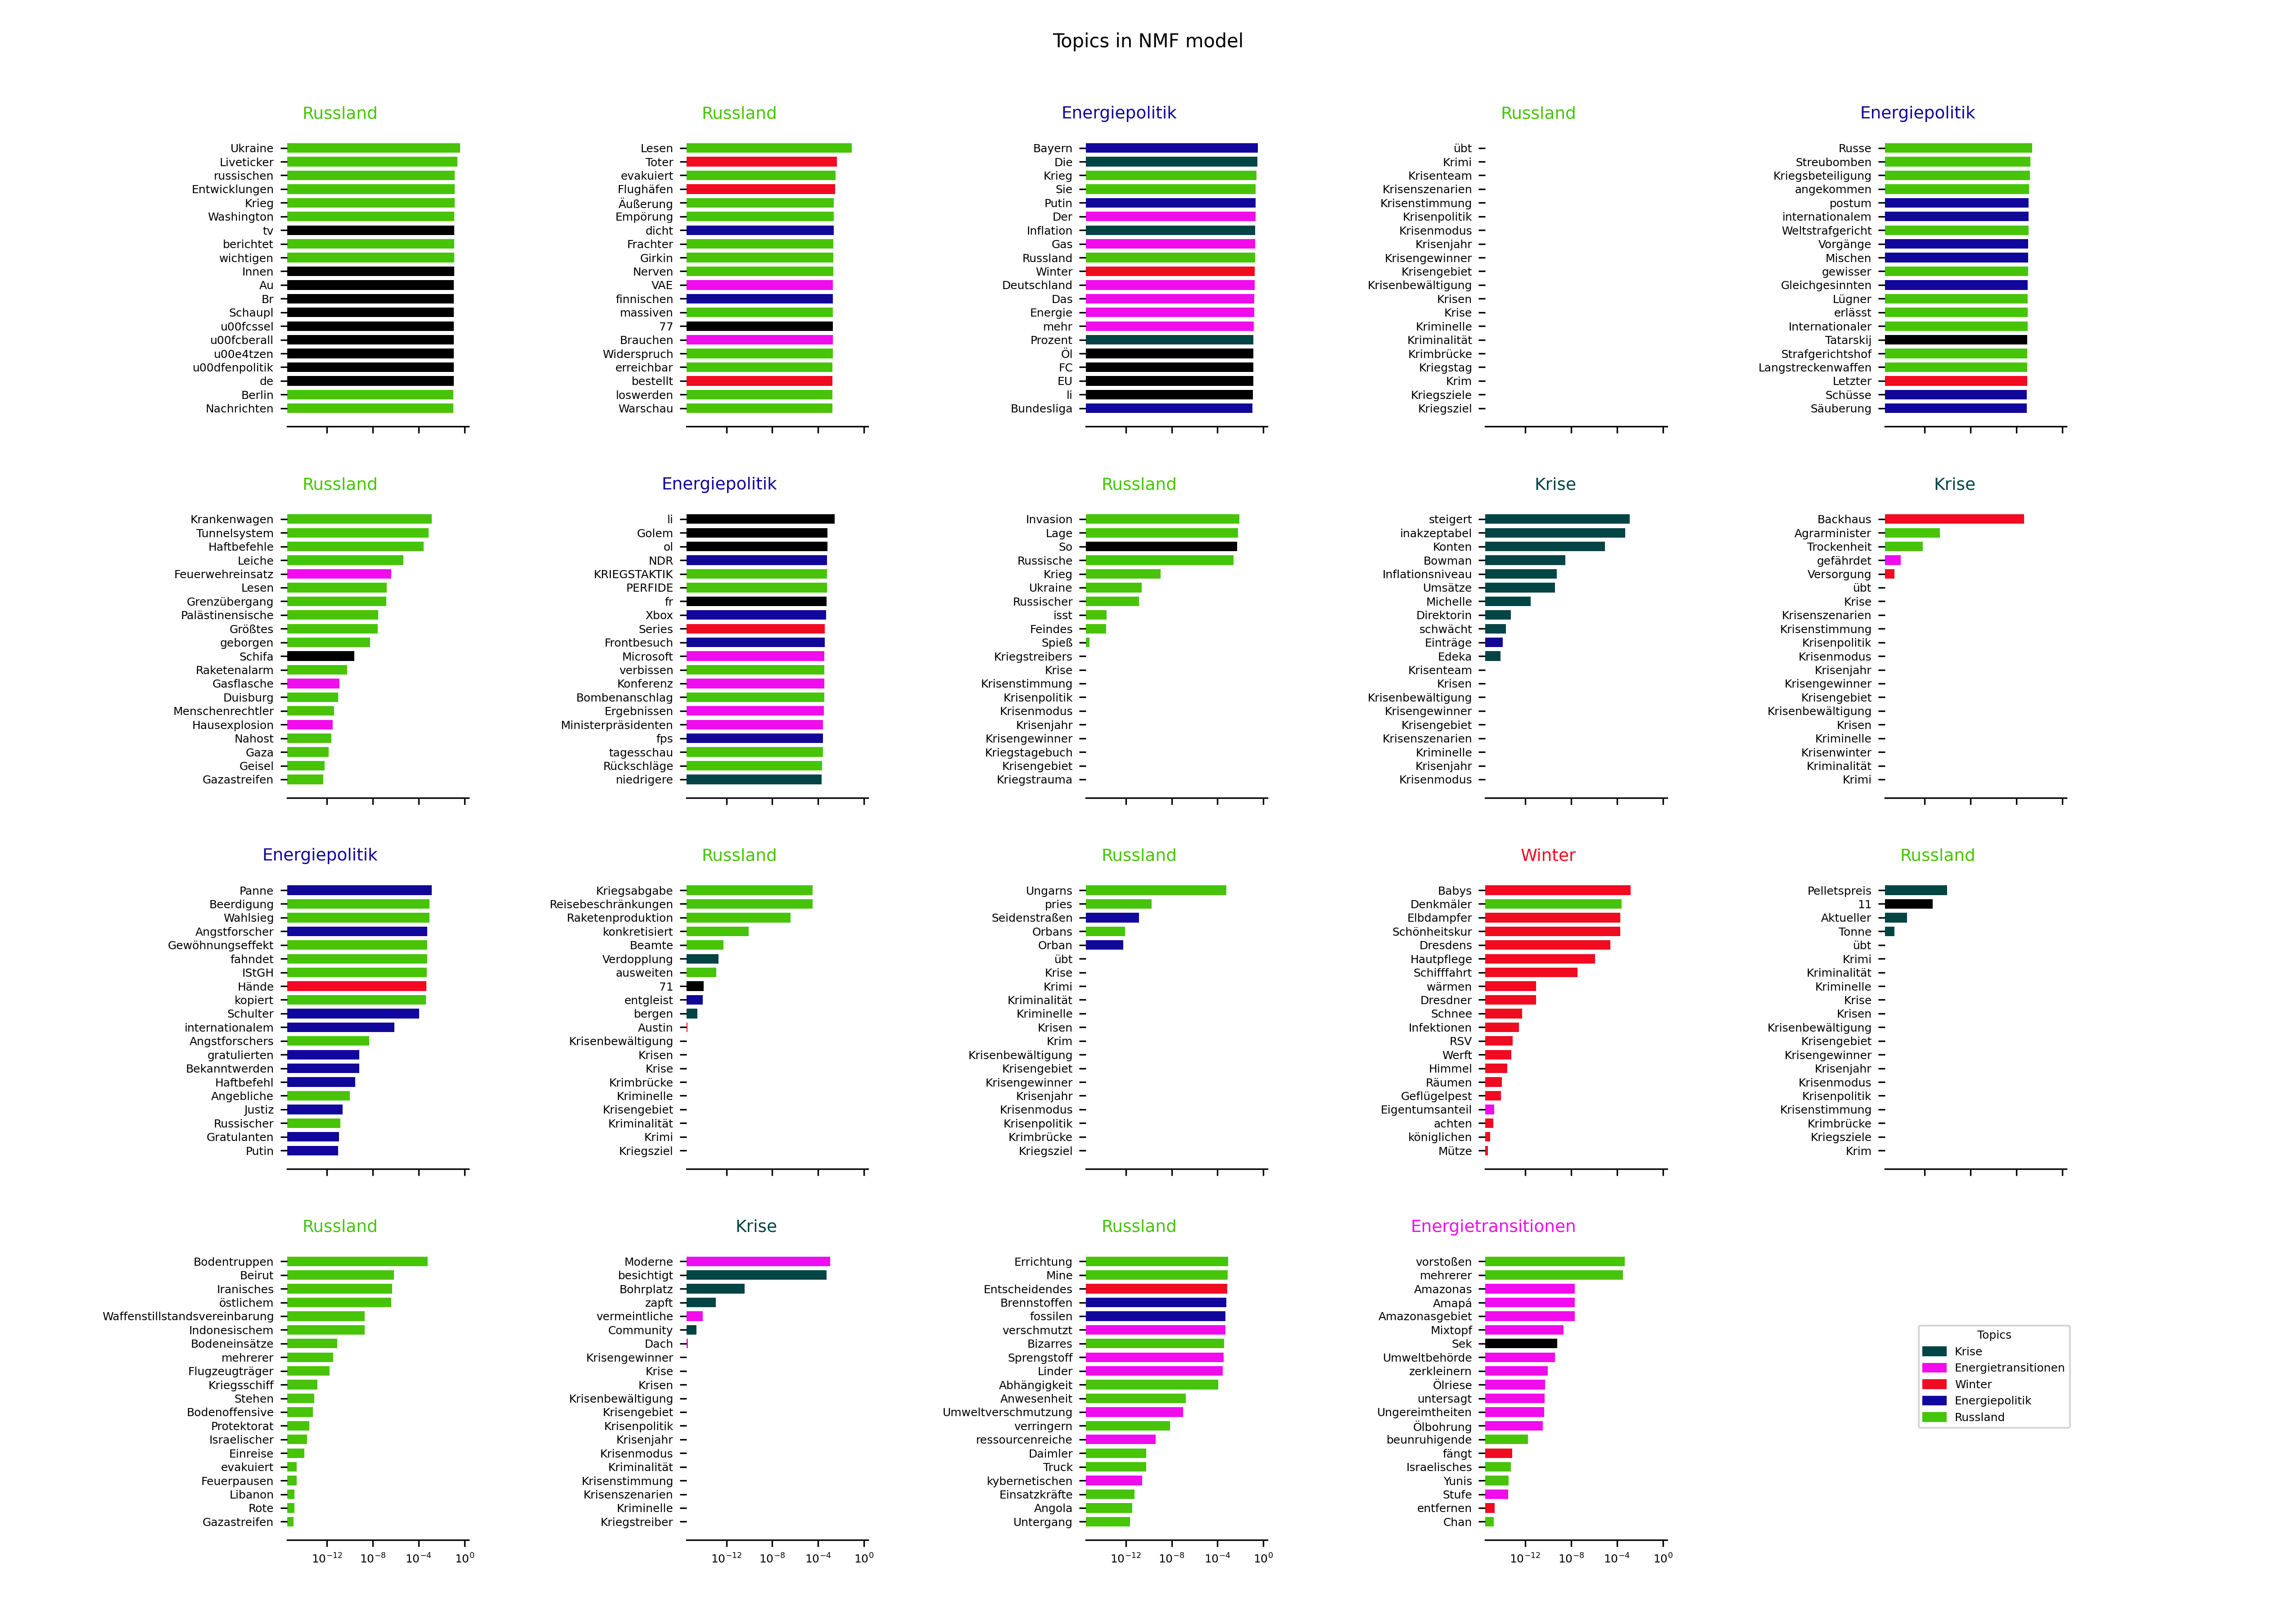 Topics in NMF model
Russland
Ukraine
Liveticker
russischen
Entwicklungen
Krieg
Washington
tv
berichtet
wichtigen
Innen
Au
Br
Schaupl
u00fcssel
u00fcberall
u00e4tzen
u00dfenpolitik
de
Berlin
Nachrichten
Russland
Lesen
Toter
evakuiert
Flughäfen
Äußerung
Empörung
dicht
Frachter
Girkin
Nerven
VAE
finnischen
massiven
77
Brauchen
Widerspruch
erreichbar
bestellt
loswerden
Warschau
Energiepolitik
Bayern
Die
Krieg
Sie
Putin
Der
Inflation
Gas
Russland
Winter
Deutschland
Das
Energie
mehr
Prozent
Öl
FC
EU
li
Bundesliga
Russland
übt
Krimi
Krisenteam
Krisenszenarien
Krisenstimmung
Krisenpolitik
Krisenmodus
Krisenjahr
Krisengewinner
Krisengebiet
Krisenbewältigung
Krisen
Krise
Kriminelle
Kriminalität
Krimbrücke
Kriegstag
Krim
Kriegsziele
Kriegsziel
Energiepolitik
Russe
Streubomben
Kriegsbeteiligung
angekommen
postum
internationalem
Weltstrafgericht
Vorgänge
Mischen
gewisser
Gleichgesinnten
Lügner
erlässt
Internationaler
Tatarskij
Strafgerichtshof
Langstreckenwaffen
Letzter
Schüsse
Säuberung
Russland
Krankenwagen
Tunnelsystem
Haftbefehle
Leiche
Feuerwehreinsatz
Lesen
Grenzübergang
Palästinensische
Größtes
geborgen
Schifa
Raketenalarm
Gasflasche
Duisburg
Menschenrechtler
Hausexplosion
Nahost
Gaza
Geisel
Gazastreifen
Energiepolitik
li
Golem
ol
NDR
KRIEGSTAKTIK
PERFIDE
fr
Xbox
Series
Frontbesuch
Microsoft
verbissen
Konferenz
Bombenanschlag
Ergebnissen
Ministerpräsidenten
fps
tagesschau
Rückschläge
niedrigere
Russland
Invasion
Lage
So
Russische
Krieg
Ukraine
Russischer
isst
Feindes
Spieß
Kriegstreibers
Krise
Krisenstimmung
Krisenpolitik
Krisenmodus
Krisenjahr
Krisengewinner
Kriegstagebuch
Krisengebiet
Kriegstrauma
Krise
steigert
inakzeptabel
Konten
Bowman
Inflationsniveau
Umsätze
Michelle
Direktorin
schwächt
Einträge
Edeka
Krisenteam
Krisen
Krisenbewältigung
Krisengewinner
Krisengebiet
Krisenszenarien
Kriminelle
Krisenjahr
Krisenmodus
Krise
Backhaus
Agrarminister
Trockenheit
gefährdet
Versorgung
übt
Krise
Krisenszenarien
Krisenstimmung
Krisenpolitik
Krisenmodus
Krisenjahr
Krisengewinner
Krisengebiet
Krisenbewältigung
Krisen
Kriminelle
Krisenwinter
Kriminalität
Krimi
Energiepolitik
Panne
Beerdigung
Wahlsieg
Angstforscher
Gewöhnungseffekt
fahndet
IStGH
Hände
kopiert
Schulter
internationalem
Angstforschers
gratulierten
Bekanntwerden
Haftbefehl
Angebliche
Justiz
Russischer
Gratulanten
Putin
Russland
Kriegsabgabe
Reisebeschränkungen
Raketenproduktion
konkretisiert
Beamte
Verdopplung
ausweiten
71
entgleist
bergen
Austin
Krisenbewältigung
Krisen
Krise
Krimbrücke
Kriminelle
Krisengebiet
Kriminalität
Krimi
Kriegsziel
Russland
Ungarns
pries
Seidenstraßen
Orbans
Orban
übt
Krise
Krimi
Kriminalität
Kriminelle
Krisen
Krim
Krisenbewältigung
Krisengebiet
Krisengewinner
Krisenjahr
Krisenmodus
Krisenpolitik
Krimbrücke
Kriegsziel
Winter
Babys
Denkmäler
Elbdampfer
Schönheitskur
Dresdens
Hautpflege
Schifffahrt
wärmen
Dresdner
Schnee
Infektionen
RSV
Werft
Himmel
Räumen
Geflügelpest
Eigentumsanteil
achten
königlichen
Mütze
Russland
Pelletspreis
11
Aktueller
Tonne
übt
Krimi
Kriminalität
Kriminelle
Krise
Krisen
Krisenbewältigung
Krisengebiet
Krisengewinner
Krisenjahr
Krisenmodus
Krisenpolitik
Krisenstimmung
Krimbrücke
Kriegsziele
Krim
Russland
Bodentruppen
Beirut
Iranisches
östlichem
Waffenstillstandsvereinbarung
Indonesischem
Bodeneinsätze
mehrerer
Flugzeugträger
Kriegsschiff
Stehen
Bodenoffensive
Protektorat
Israelischer
Einreise
evakuiert
Feuerpausen
Libanon
Rote
Gazastreifen
10⁻¹² 10⁻⁸ 10⁻⁴ 10⁰
Krise
Moderne
besichtigt
Bohrplatz
zapft
vermeintliche
Community
Dach
Krisengewinner
Krise
Krisen
Krisenbewältigung
Krisengebiet
Krisenpolitik
Krisenjahr
Krisenmodus
Kriminalität
Krisenstimmung
Krisenszenarien
Kriminelle
Kriegstreiber
10⁻¹² 10⁻⁸ 10⁻⁴ 10⁰
Russland
Errichtung
Mine
Entscheidendes
Brennstoffen
fossilen
verschmutzt
Bizarres
Sprengstoff
Linder
Abhängigkeit
Anwesenheit
Umweltverschmutzung
verringern
ressourcenreiche
Daimler
Truck
kybernetischen
Einsatzkräfte
Angola
Untergang
10⁻¹² 10⁻⁸ 10⁻⁴ 10⁰
Energietransitionen
vorstoßen
mehrerer
Amazonas
Amapá
Amazonasgebiet
Mixtopf
Sek
Umweltbehörde
zerkleinern
Ölriese
untersagt
Ungereimtheiten
Ölbohrung
beunruhigende
fängt
Israelisches
Yunis
Stufe
entfernen
Chan
10⁻¹² 10⁻⁸ 10⁻⁴ 10⁰
Topics
Krise
Energietransitionen
Winter
Energiepolitik
Russland